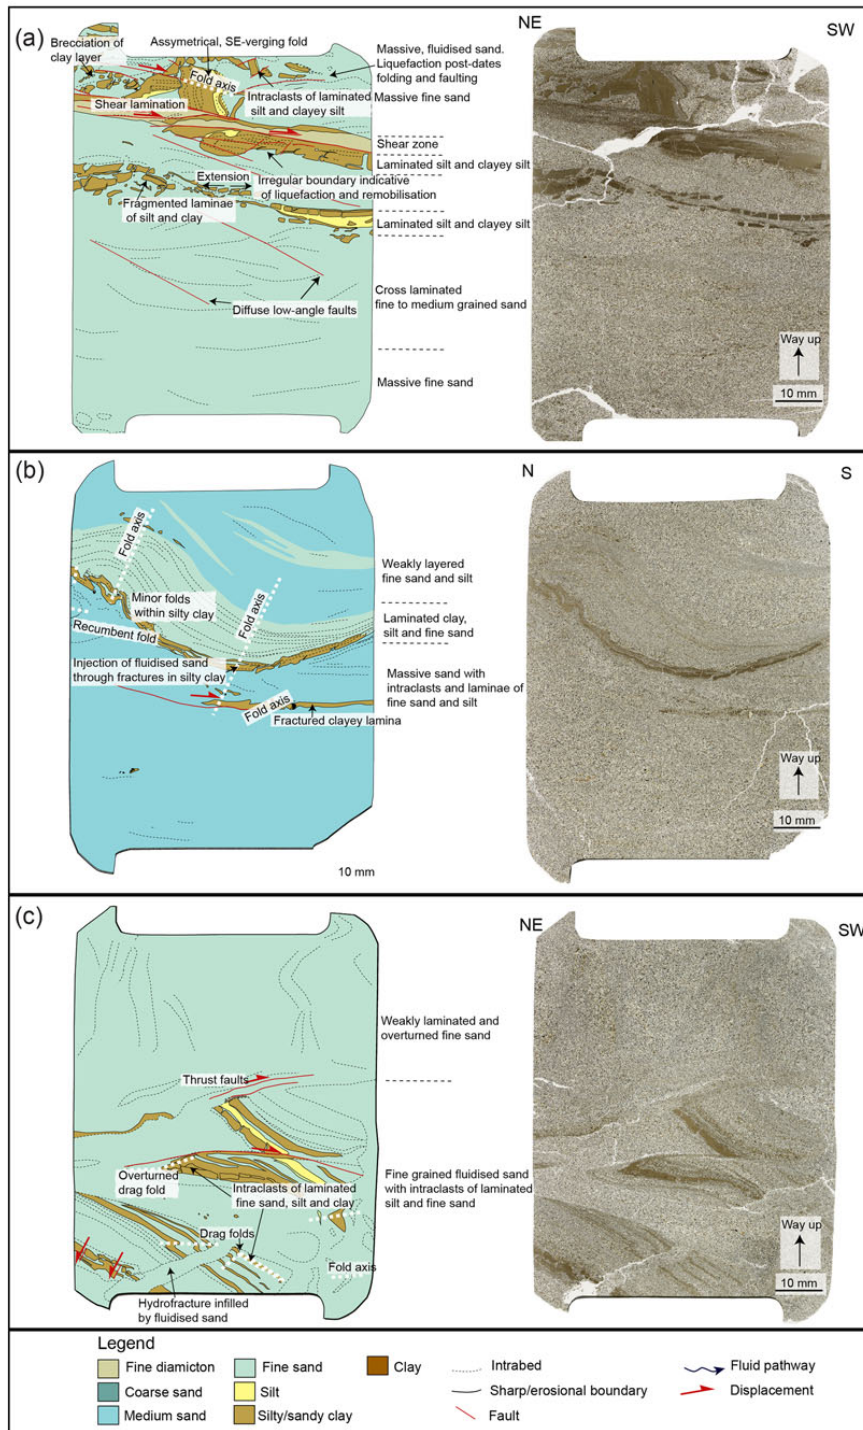 (a)
NE
SW
Brecciation of
clay layer
Assymetrical, SE-verging fold
Fold axis
Massive, fluidised sand.
Liquefaction post-dates
folding and faulting
Intraclasts of laminated
silt and clayey silt
Massive fine sand
Shear lamination
Shear zone
Laminated silt and clayey silt
Extension
Irregular boundary indicative
of liquefaction and remobilisation
Fragmented laminae
of silt and clay
Laminated silt and clayey silt
Cross laminated
fine to medium grained sand
Diffuse low-angle faults
Massive fine sand
Way up
10 mm
(b)
N
S
Fold axis
Weakly layered
fine sand and silt
Fold axis
Minor folds
within silty clay
Recumbent fold
Laminated clay,
silt and fine sand
Injection of fluidised sand
through fractures in silty clay
Massive sand with
intraclasts and laminae of
fine sand and silt
Fold axis
Fractured clayey lamina
10 mm
Way up
10 mm
(c)
NE
SW
Weakly laminated and
overturned fine sand
Thrust faults
Overturned
drag fold
Intraclasts of laminated
fine sand, silt and clay
Fine grained fluidised sand
with intraclasts of laminated
silt and fine sand
Drag folds
Fold axis
Hydrofracture infilled
by fluidised sand
Way up
10 mm
Legend
Fine diamicton
Fine sand
Clay
Intrabed
Fluid pathway
Coarse sand
Silt
Sharp/erosional boundary
Displacement
Medium sand
Silty/sandy clay
Fault